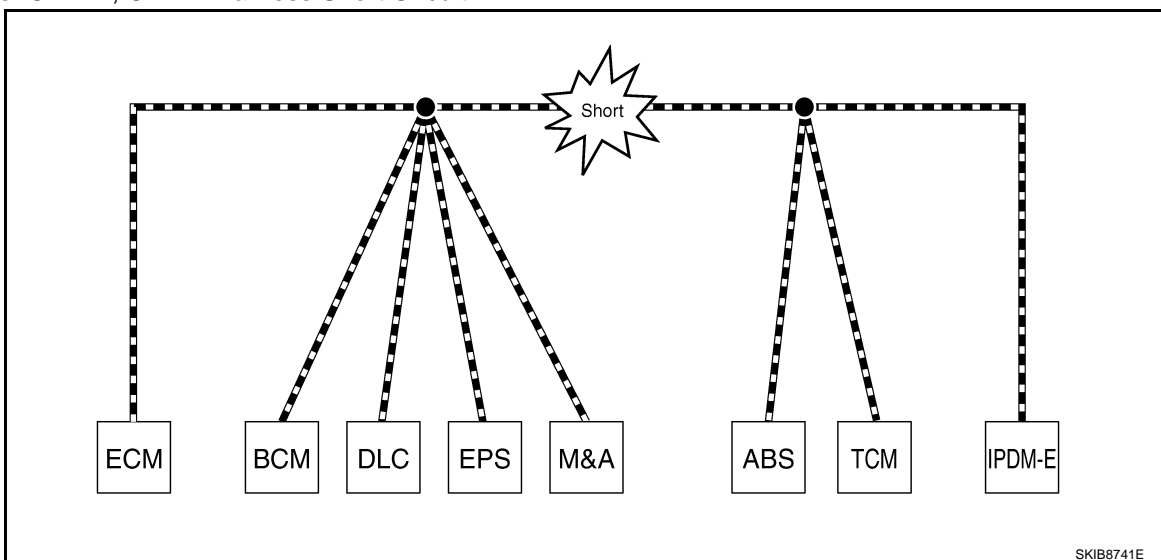 Short
ECM
BCM
DLC
EPS
M&A
ABS
TCM
IPDM-E
SKIB8741E